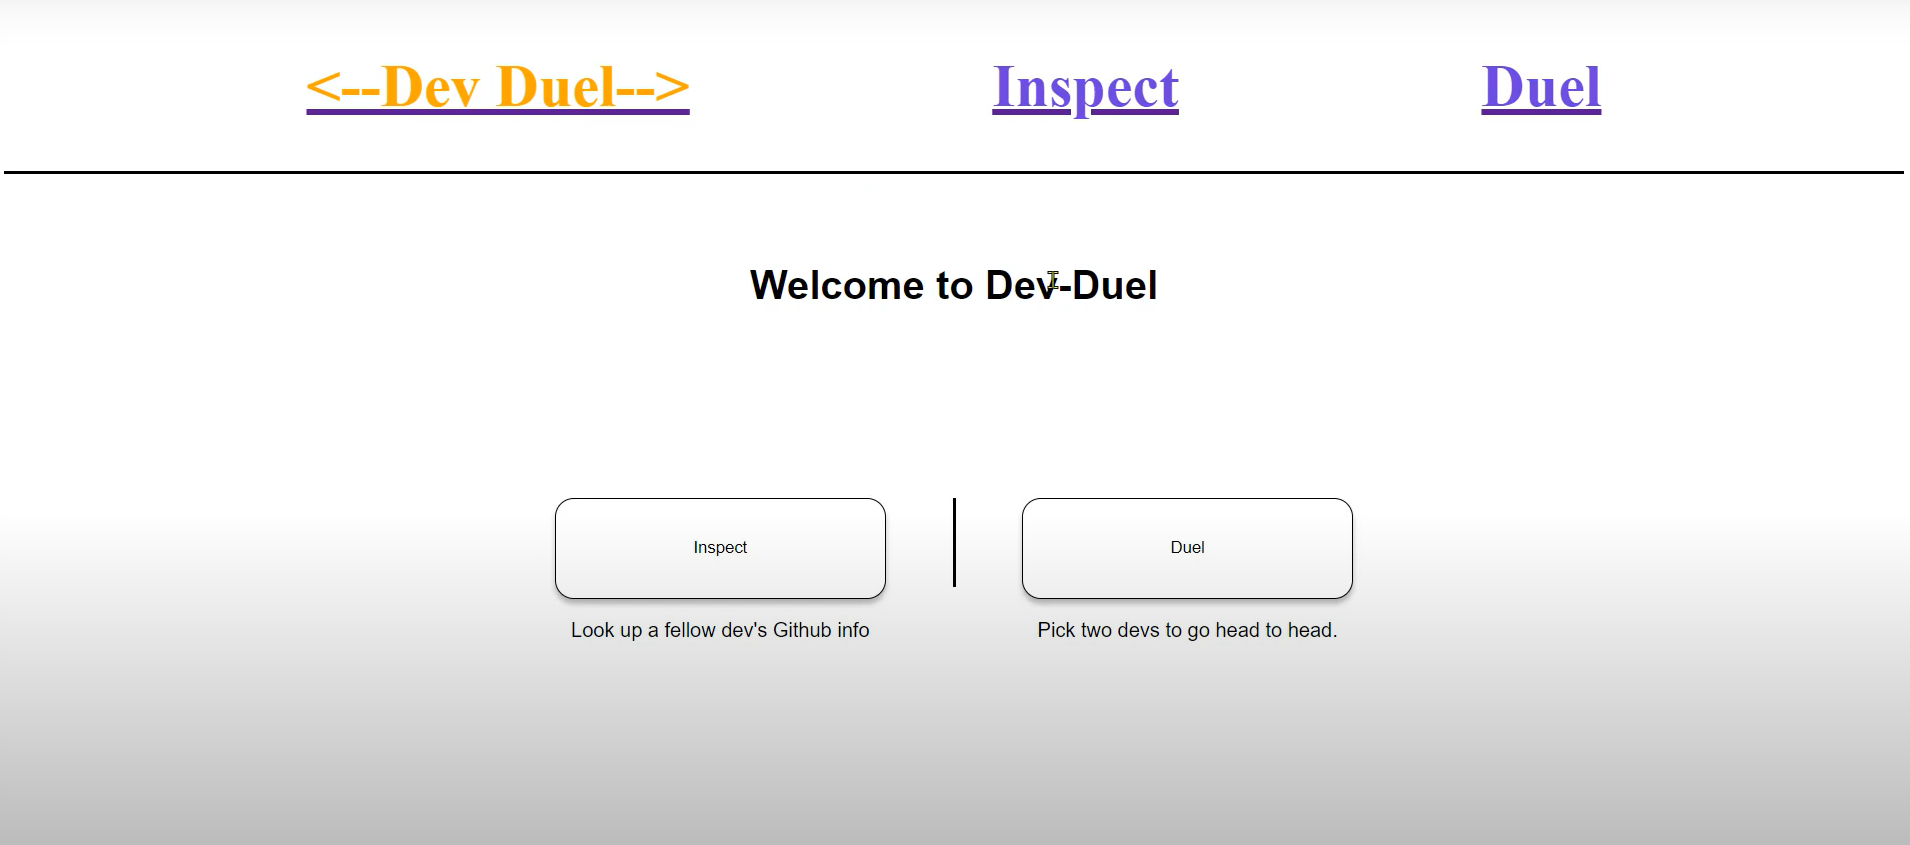 <--Dev Duel--> Inspect Duel
Welcome to Dev-Duel
Inspect Duel
Look up a fellow dev's Github info Pick two devs to go head to head.